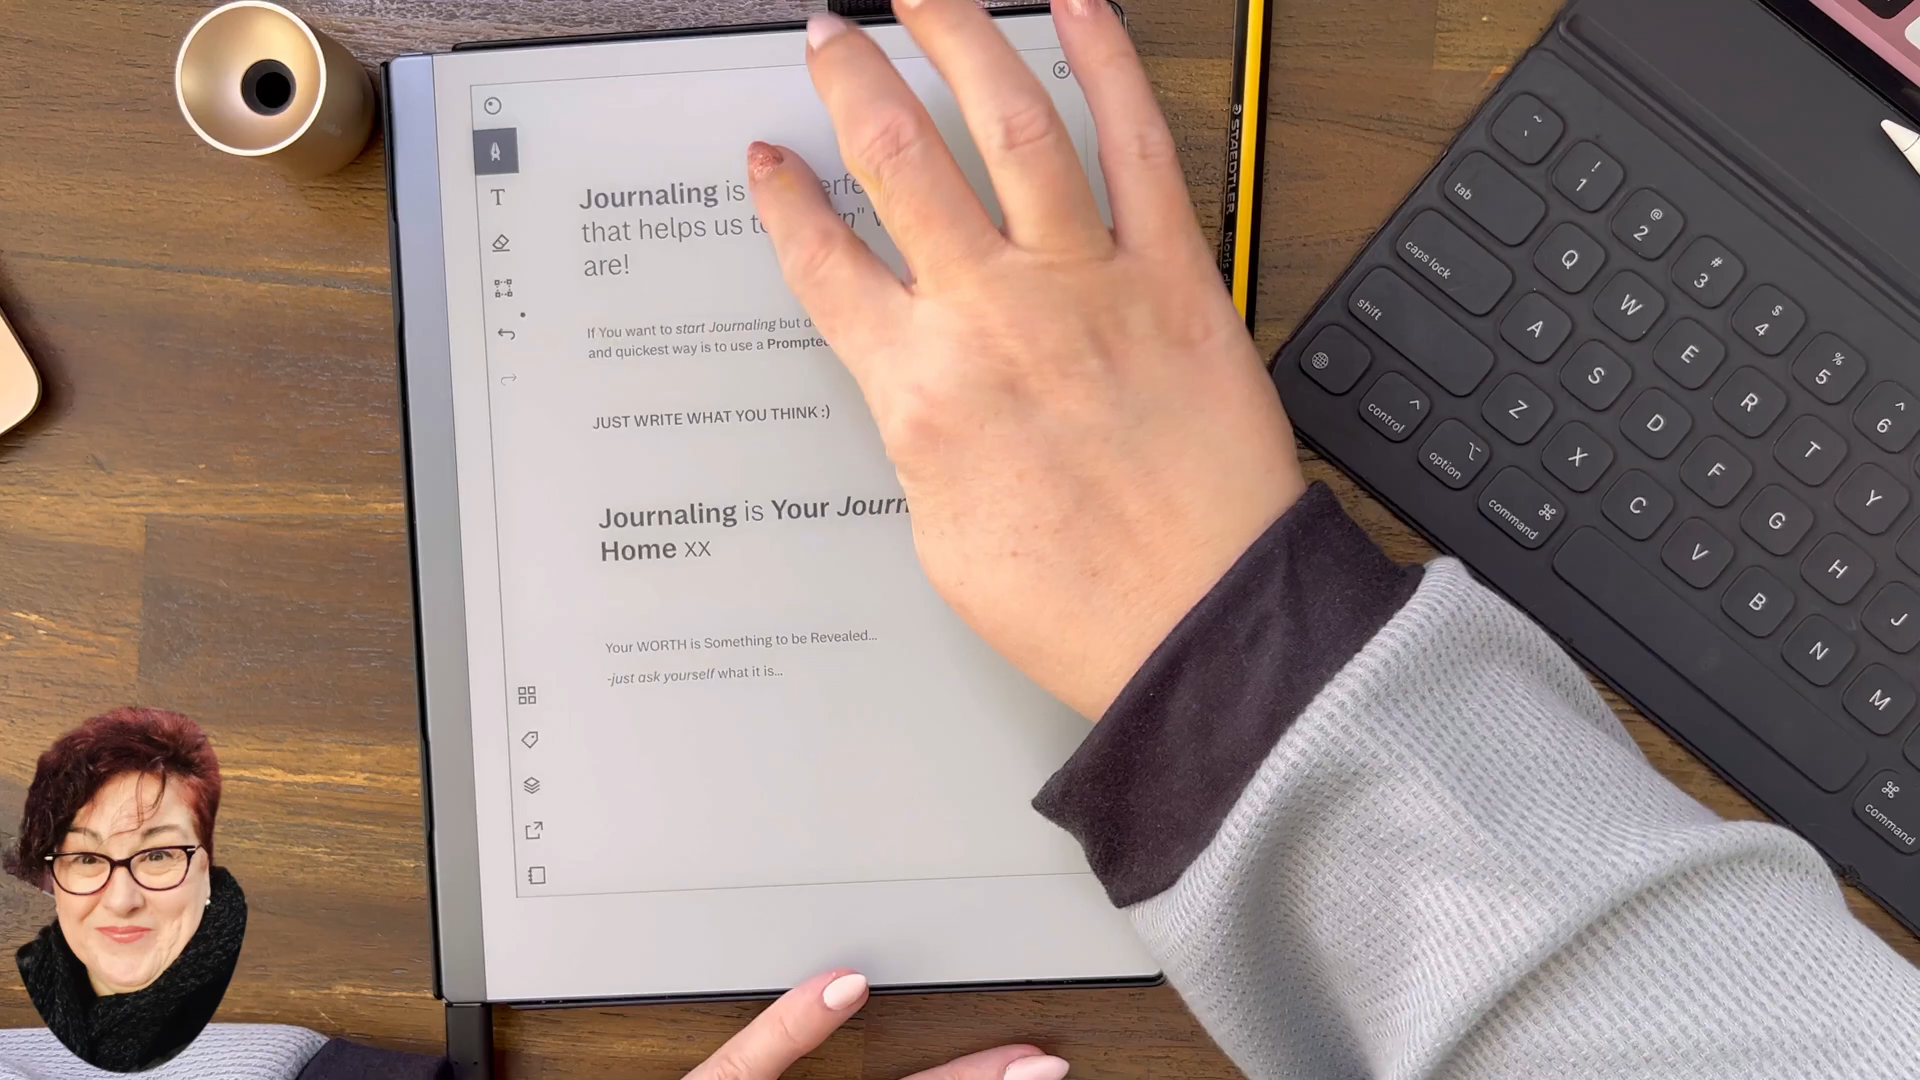 Journaling is
that helps us
are!
If You want to start Journaling but
and quickest way is to use a Prompted
JUST WRITE WHAT YOU THINK :)
Journaling is Your
Home XX
Your WORTH is Something to be Revealed...
-just ask yourself what it is...
T
STAEDTLER Noris
~ `
! 1
@ 2
# 3
$ 4
% 5
^ 6
tab
Q
W
E
R
T
Y
caps lock
A
S
D
F
G
H
J
shift
Z
X
C
V
B
N
M
control
option
command
command